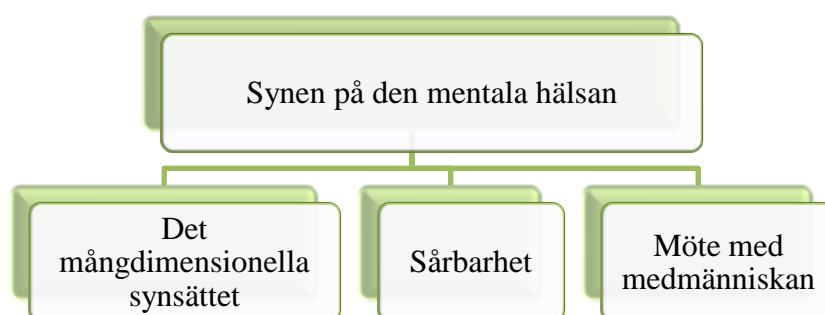 Synen på den mentala hälsan
Det
mångdimensionella
synsättet
Sårbarhet
Möte med
medmänniskan